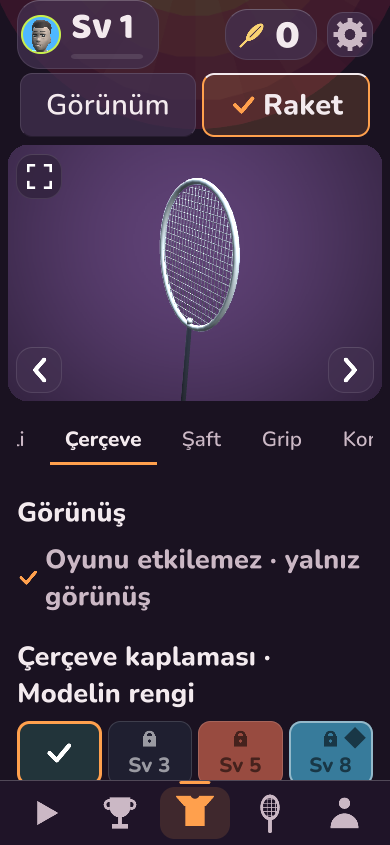 Sv 1
0
Görünüm
Raket
Çerçeve
Şaft
Grip
Görünüş
Oyunu etkilemez · yalnız
görünüş
Çerçeve kaplaması ·
Modelin rengi
Sv 3
Sv 5
Sv 8